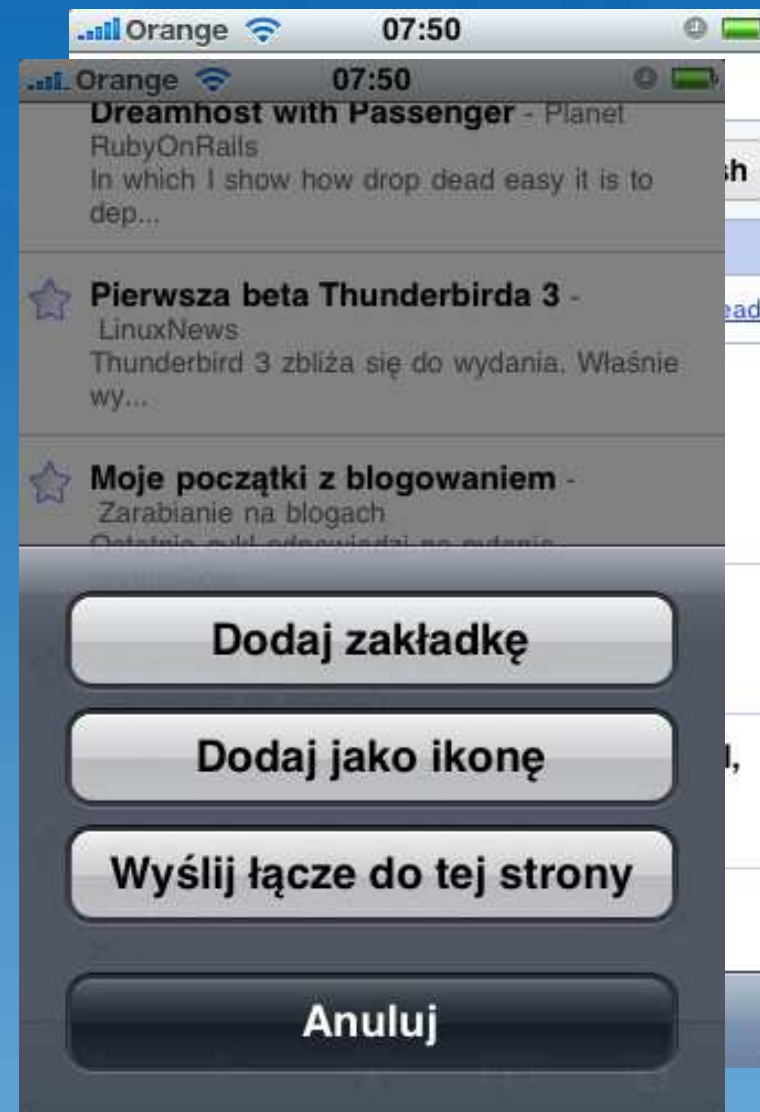 Orange 07:50
Orange 07:50
Dreamhost with Passenger - Planet
RubyOnRails
In which I show how drop dead easy it is to
dep...
Pierwsza beta Thunderbirda 3 -
LinuxNews
Thunderbird 3 zbliża się do wydania. Właśnie
wy...
Moje początki z blogowaniem -
Zarabianie na blogach
Dodaj zakładkę
Dodaj jako ikonę
Wyślij łącze do tej strony
Anuluj